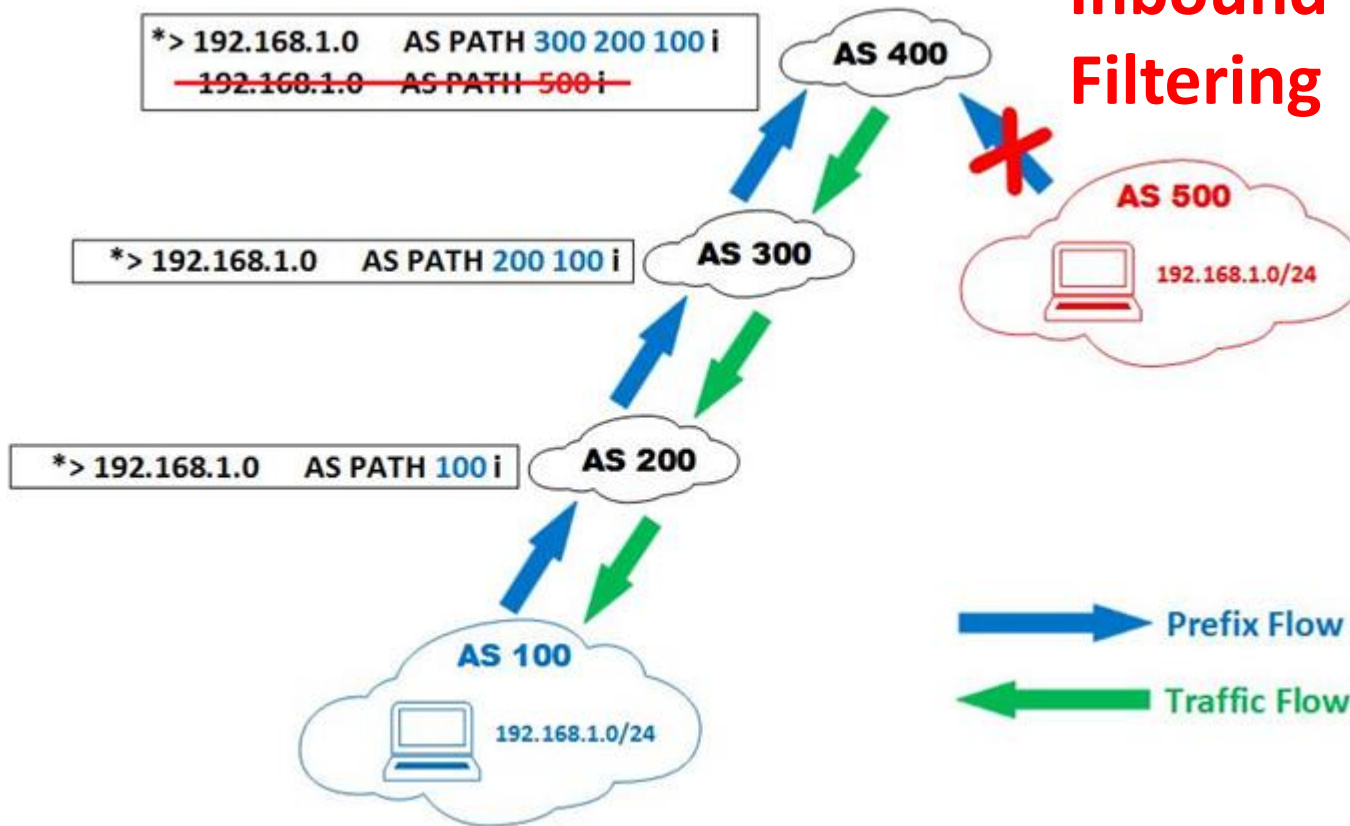 Inbound
Filtering
*> 192.168.1.0 AS PATH 300 200 100 i
192.168.1.0 AS PATH 500 i
AS 400
AS 500
192.168.1.0/24
*> 192.168.1.0 AS PATH 200 100 i
AS 300
*> 192.168.1.0 AS PATH 100 i
AS 200
AS 100
192.168.1.0/24
Prefix Flow
Traffic Flow